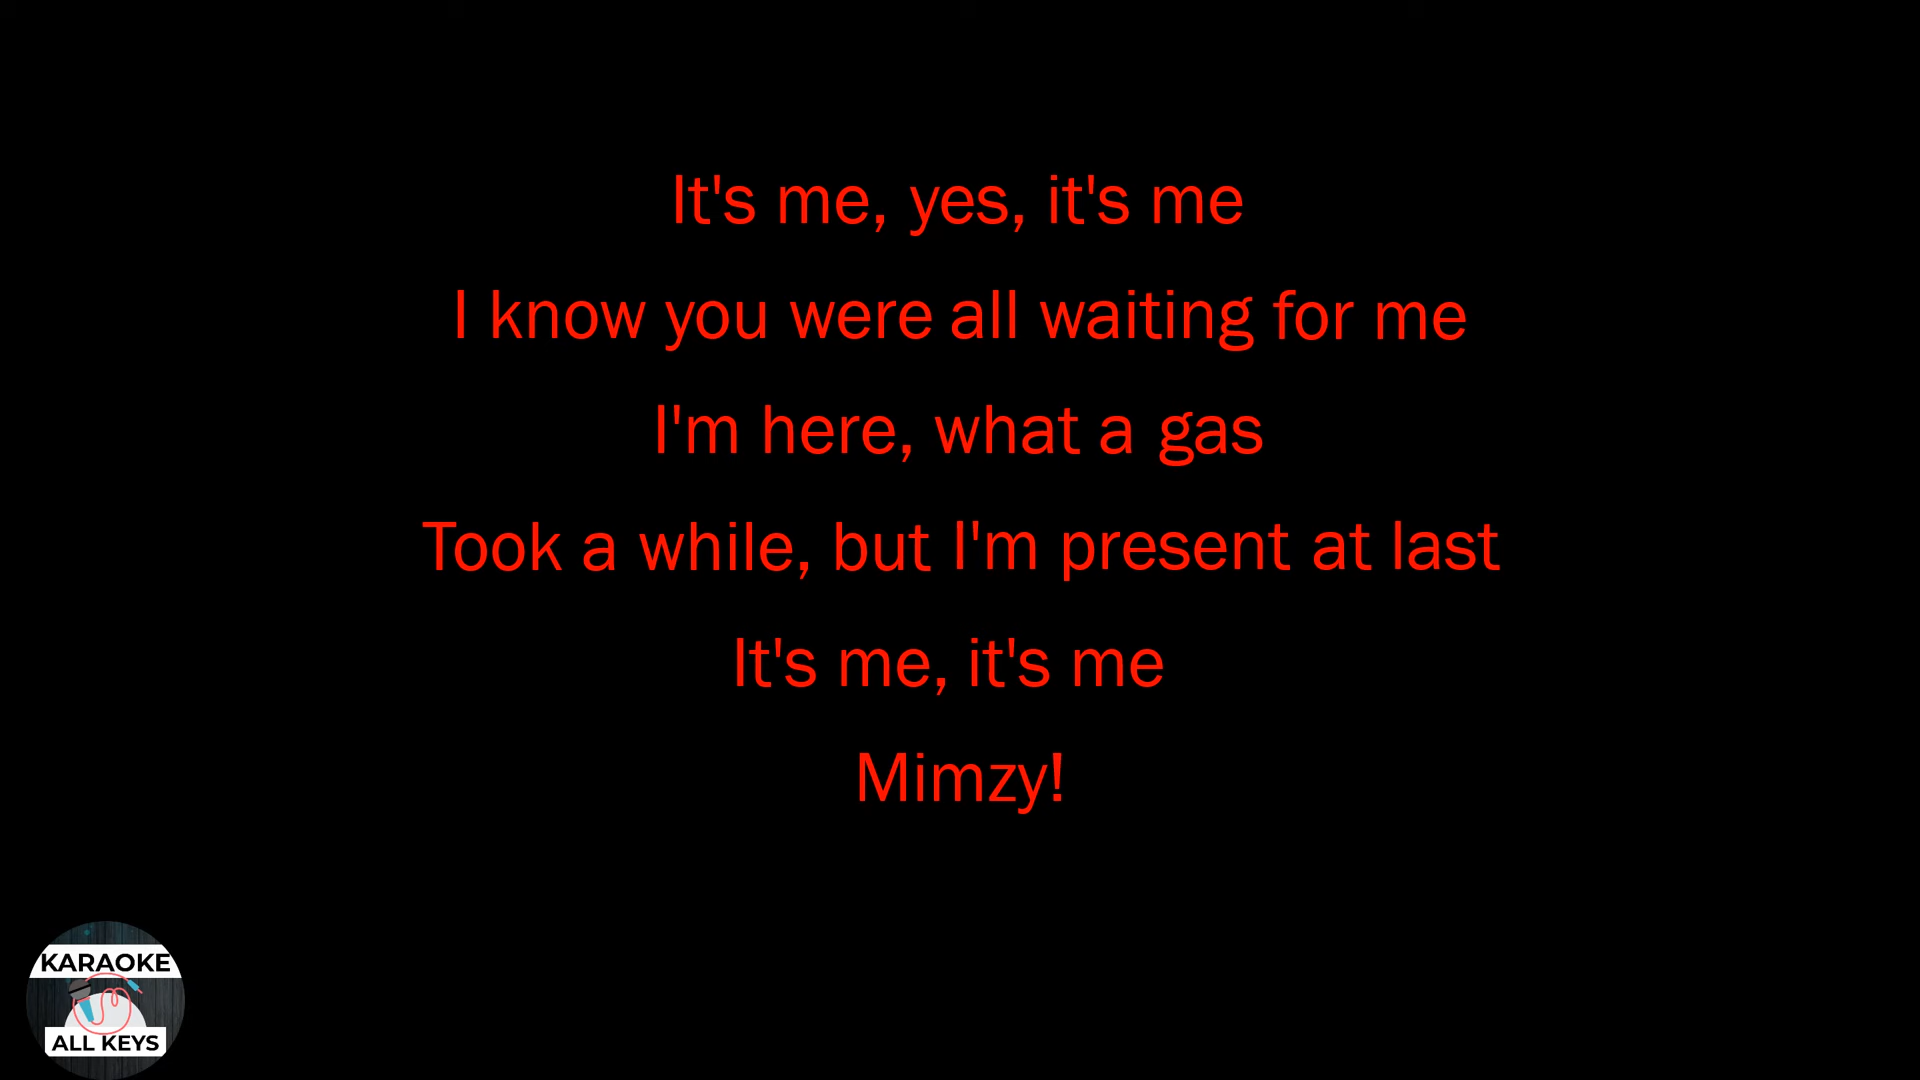 It's me, yes, it's me
I know you were all waiting for me
I'm here, what a gas
Took a while, but I'm present at last
It's me, it's me
Mimzy!
KARAOKE
ALL KEYS